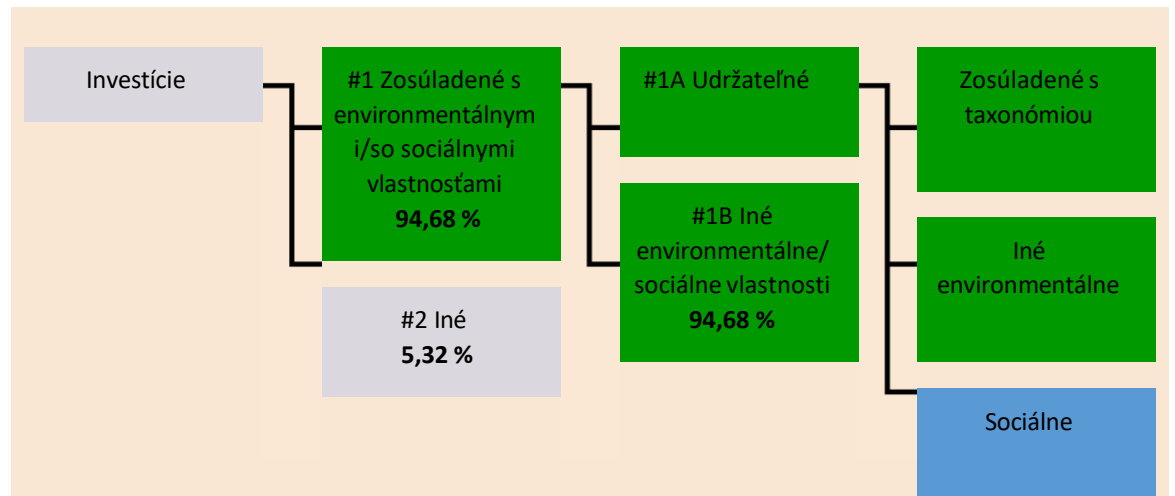 Investície
#1 Zosúladené s
environmentálnym
i/so sociálnymi
vlastnosťami
94,68 %
#2 Iné
5,32 %
#1A Udržateľné
#1B Iné
environmentálne/
sociálne vlastnosti
94,68 %
Zosúladené s
taxonómiou
Iné
environmentálne
Sociálne